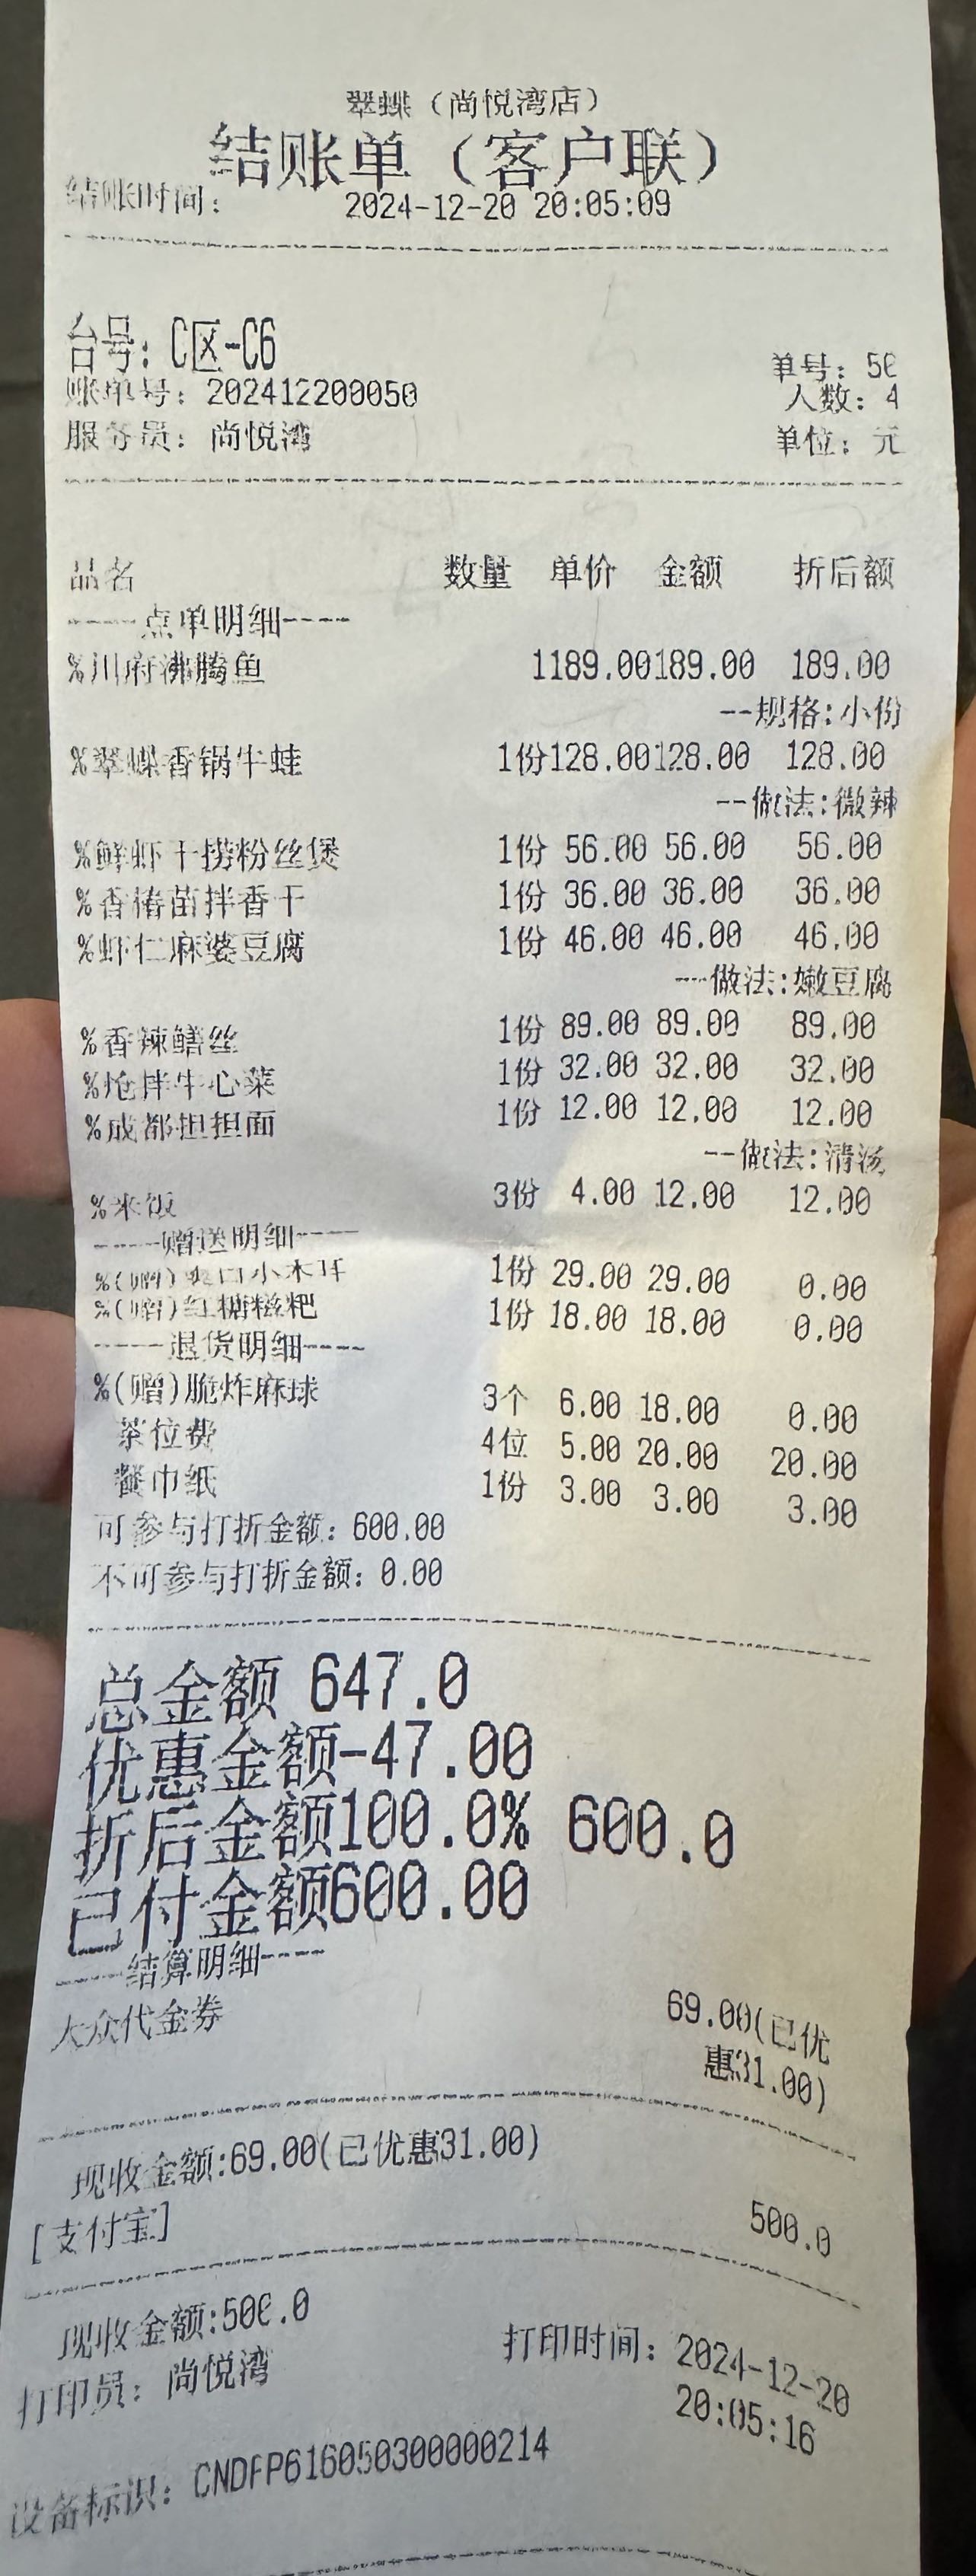 翠蝶（尚悦湾店）
结账单（客户联）
结账时间： 2024-12-20 20:05:09
台号：C区-C6
单号：50
账单号：202412200050
人数：4
服务员：尚悦湾
单位：元
品名 数量 单价 金额 折后额
-----点单明细----
%川府沸腾鱼 1189.00189.00 189.00
--规格:小份
%翠蝶香锅牛蛙 1份128.00128.00 128.00
--做法:微辣
%鲜虾干捞粉丝煲 1份 56.00 56.00 56.00
%香椿苗拌香干 1份 36.00 36.00 36.00
%虾仁麻婆豆腐 1份 46.00 46.00 46.00
--做法:嫩豆腐
%香辣鳝丝 1份 89.00 89.00 89.00
%炝拌牛心菜 1份 32.00 32.00 32.00
%成都担担面 1份 12.00 12.00 12.00
--做法:清汤
%米饭 3份 4.00 12.00 12.00
-----赠送明细----
%(赠)爽口小木耳 1份 29.00 29.00 0.00
%(赠)红糖糍粑 1份 18.00 18.00 0.00
-----退货明细----
%(赠)脆炸麻球 3个 6.00 18.00 0.00
茶位费 4位 5.00 20.00 20.00
餐巾纸 1份 3.00 3.00 3.00
可参与打折金额：600.00
不可参与打折金额：0.00
总金额 647.0
优惠金额-47.00
折后金额100.0% 600.0
已付金额600.00
-----结算明细----
大众代金券 69.00(已优
惠31.00)
现收金额:69.00(已优惠31.00)
[支付宝] 500.0
现收金额:500.0
打印员：尚悦湾 打印时间：2024-12-20
20:05:16
设备标识：CNDFP616050300000214